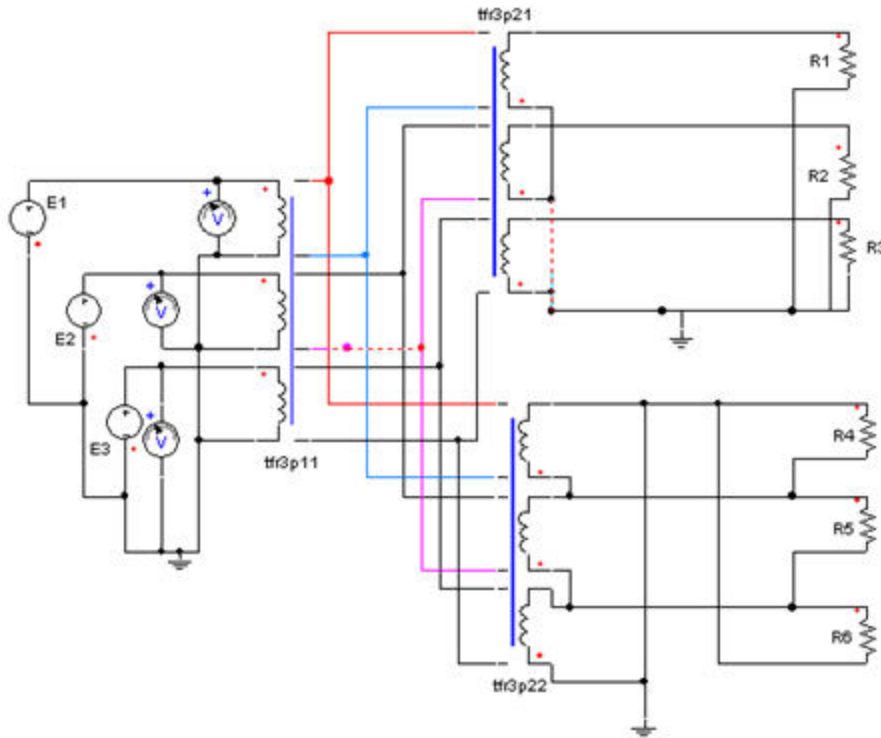 tfr3p21
R1
R2
R3
E1
+
V
E2
+
V
E3
+
V
tfr3p11
R4
R5
R6
tfr3p22